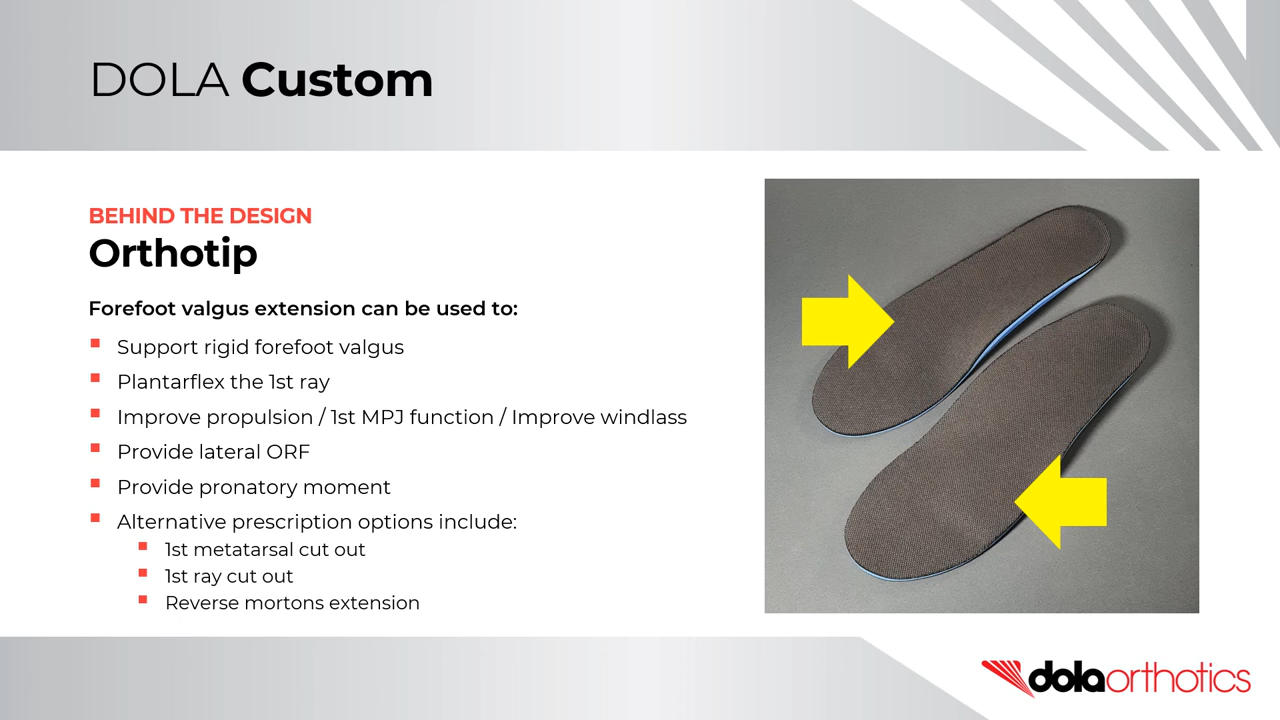 DOLA Custom
BEHIND THE DESIGN
Orthotip
Forefoot valgus extension can be used to:
Support rigid forefoot valgus
Plantarflex the 1st ray
Improve propulsion / 1st MPJ function / Improve windlass
Provide lateral ORF
Provide pronatory moment
Alternative prescription options include:
1st metatarsal cut out
1st ray cut out
Reverse mortons extension
dolaorthotics